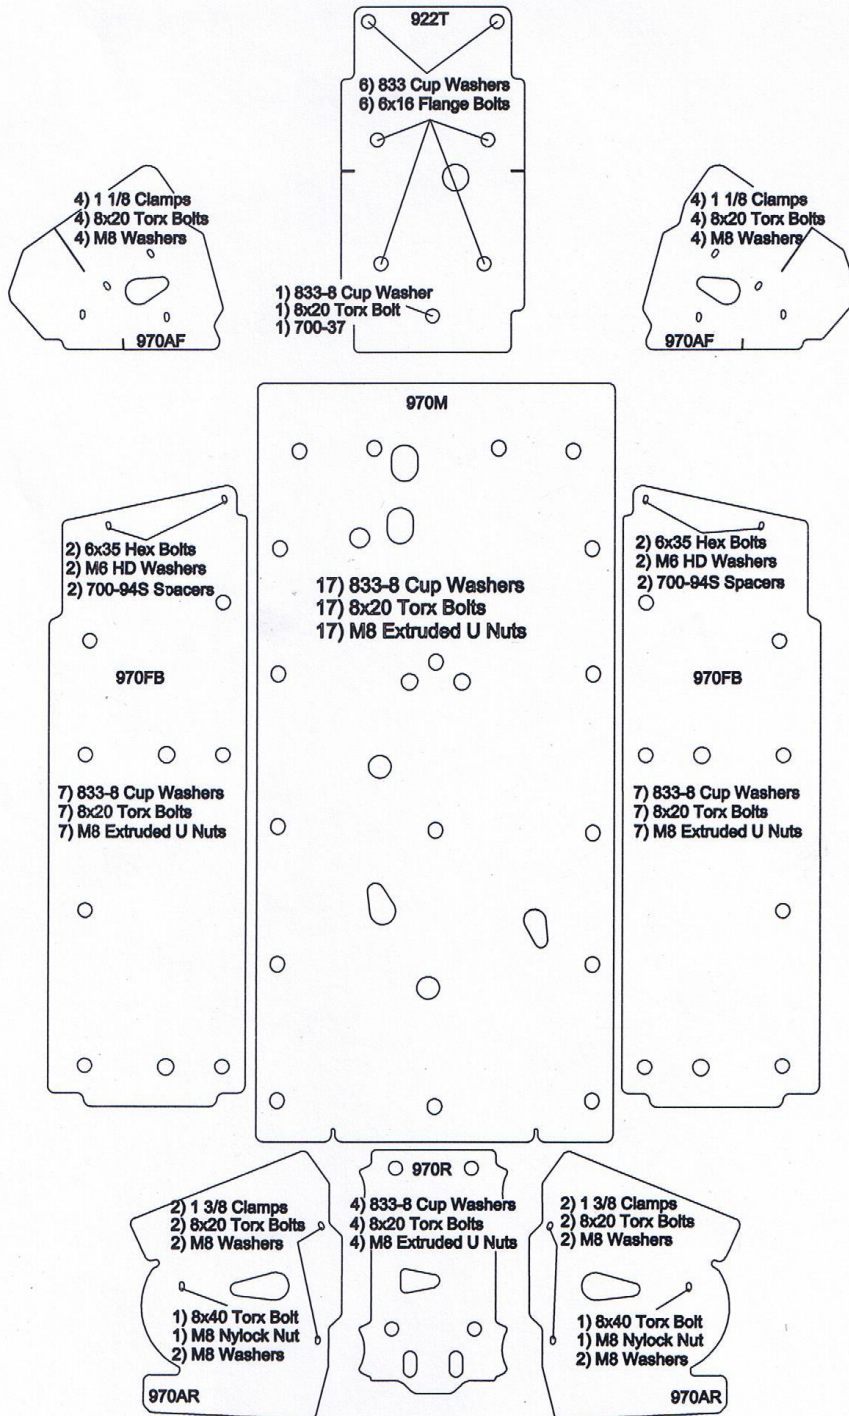 922T
6) 833 Cup Washers
6) 6x16 Flange Bolts
4) 1 1/8 Clamps
4) 8x20 Torx Bolts
4) M8 Washers
970AF
1) 833-8 Cup Washer
1) 8x20 Torx Bolt
1) 700-37
4) 1 1/8 Clamps
4) 8x20 Torx Bolts
4) M8 Washers
970AF
970M
17) 833-8 Cup Washers
17) 8x20 Torx Bolts
17) M8 Extruded U Nuts
2) 6x35 Hex Bolts
2) M6 HD Washers
2) 700-94S Spacers
970FB
7) 833-8 Cup Washers
7) 8x20 Torx Bolts
7) M8 Extruded U Nuts
2) 6x35 Hex Bolts
2) M6 HD Washers
2) 700-94S Spacers
970FB
7) 833-8 Cup Washers
7) 8x20 Torx Bolts
7) M8 Extruded U Nuts
2) 1 3/8 Clamps
2) 8x20 Torx Bolts
2) M8 Washers
1) 8x40 Torx Bolt
1) M8 Nylock Nut
2) M8 Washers
970AR
970R
4) 833-8 Cup Washers
4) 8x20 Torx Bolts
4) M8 Extruded U Nuts
2) 1 3/8 Clamps
2) 8x20 Torx Bolts
2) M8 Washers
1) 8x40 Torx Bolt
1) M8 Nylock Nut
2) M8 Washers
970AR